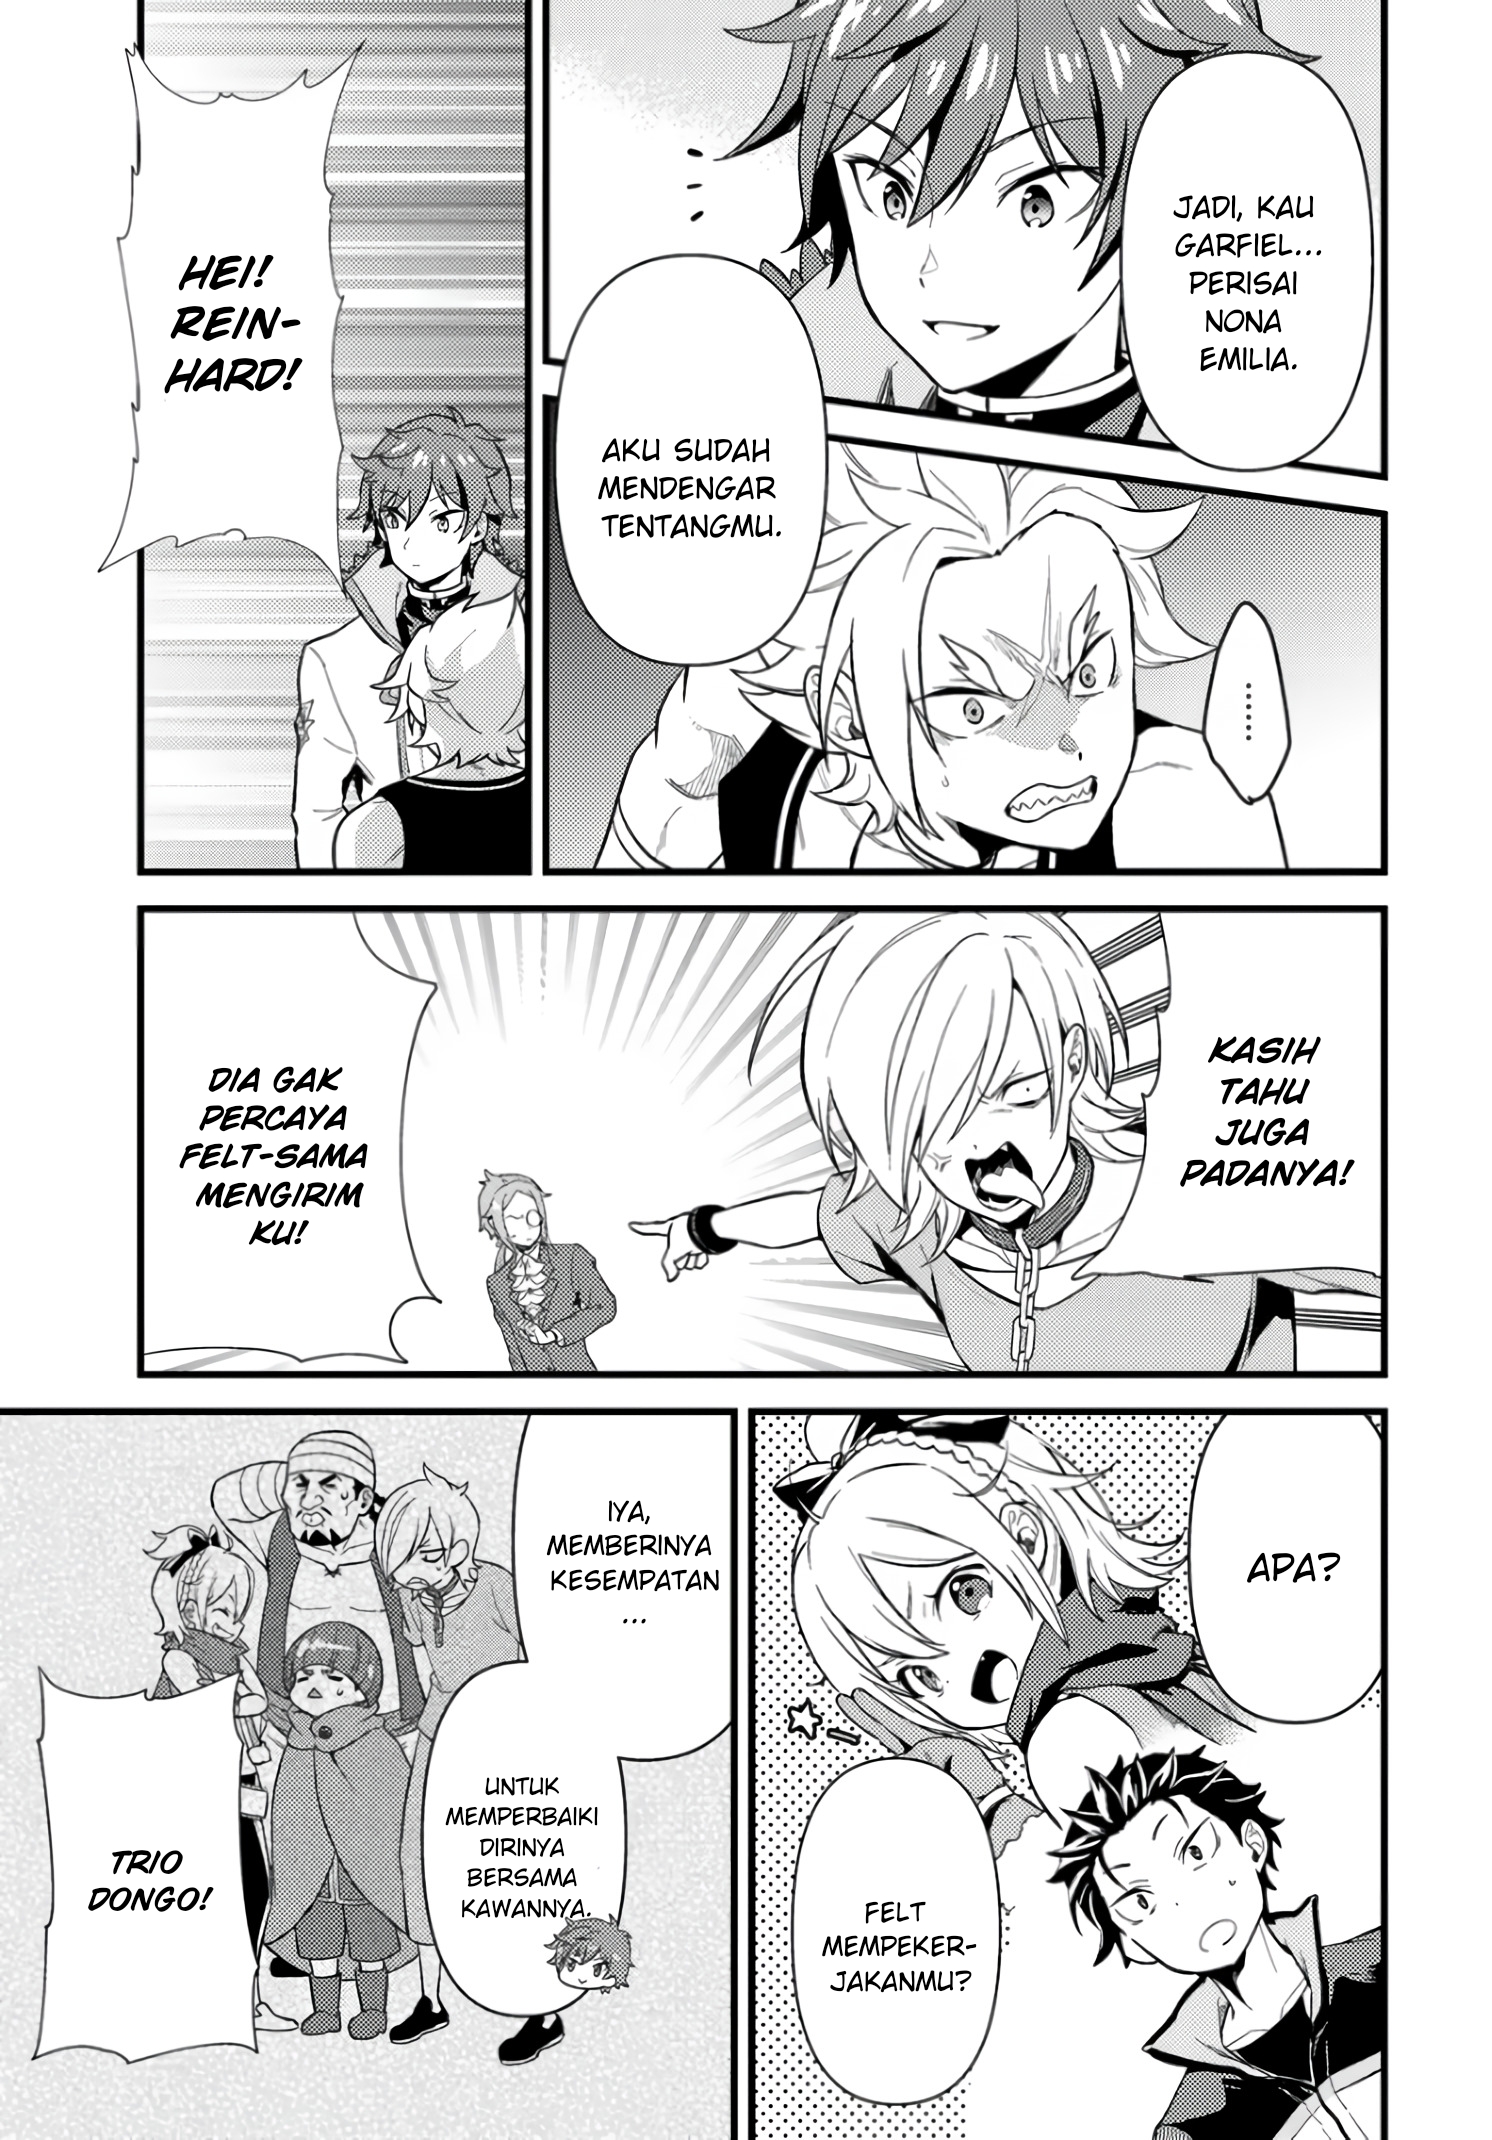 JADI, KAU
GARFIEL...
PERISAI
NONA
EMILIA.
AKU SUDAH
MENDENGAR
TENTANGMU.
......
HEI!
REIN-
HARD!
KASIH
TAHU
JUGA
PADANYA!
DIA GAK
PERCAYA
FELT-SAMA
MENGIRIM
KU!
APA?
FELT
MEMPEKER-
JAKANMU?
IYA,
MEMBERINYA
KESEMPATAN
...
UNTUK
MEMPERBAIKI
DIRINYA
BERSAMA
KAWANNYA.
TRIO
DONGO!